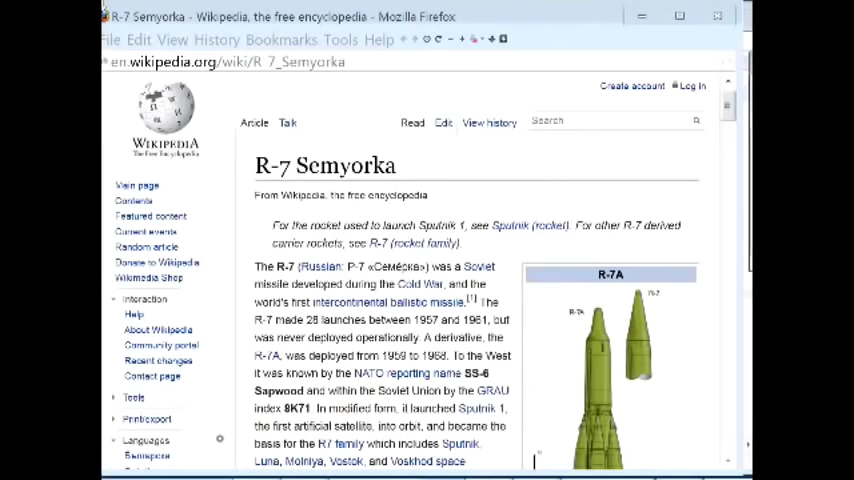 R-7 Semyorka - Wikipedia, the free encyclopedia - Mozilla Firefox
File Edit View History Bookmarks Tools Help
en.wikipedia.org/wiki/R 7_Semyorka
Create account Log in
Article Talk Read Edit View history Search
WIKIPEDIA
The Free Encyclopedia
R-7 Semyorka
From Wikipedia, the free encyclopedia
Main page
Contents
Featured content
Current events
Random article
Donate to Wikipedia
Wikimedia Shop
Interaction
Help
About Wikipedia
Community portal
Recent changes
Contact page
Tools
Print/export
Languages
Български
For the rocket used to launch Sputnik 1, see Sputnik (rocket). For other R-7 derived
carrier rockets, see R-7 (rocket family).
The R-7 (Russian: Р-7 «Семёрка») was a Soviet
missile developed during the Cold War, and the
world's first intercontinental ballistic missile.[1] The
R-7 made 28 launches between 1957 and 1961, but
was never deployed operationally. A derivative, the
R-7A, was deployed from 1959 to 1968. To the West
it was known by the NATO reporting name SS-6
Sapwood and within the Soviet Union by the GRAU
index 8K71. In modified form, it launched Sputnik 1,
the first artificial satellite, into orbit, and became the
basis for the R7 family which includes Sputnik,
Luna, Molniya, Vostok, and Voskhod space
R-7A
R-7
R-7A